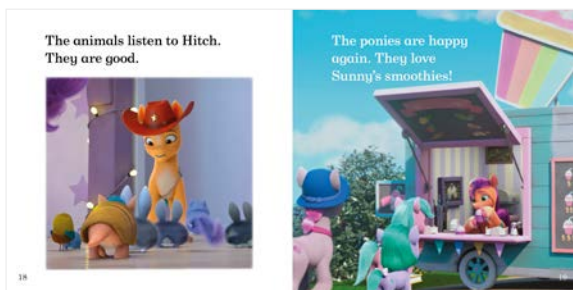 The animals listen to Hitch.
They are good.
18
The ponies are happy
again. They love
Sunny's smoothies!